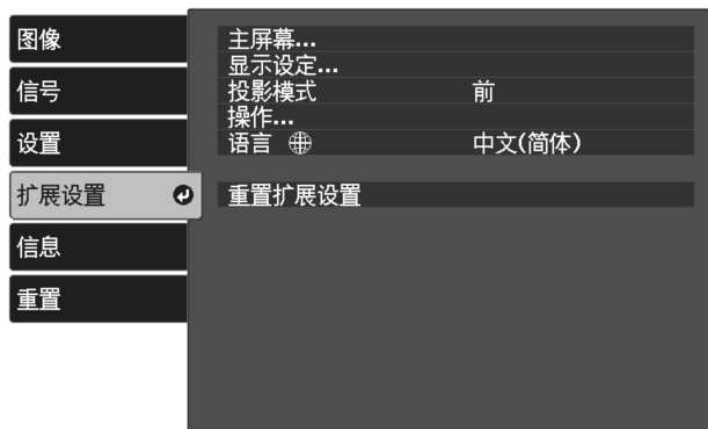 图像
信号
设置
扩展设置
信息
重置
主屏幕...
显示设定...
投影模式 前
操作...
语言 中文(简体)
重置扩展设置